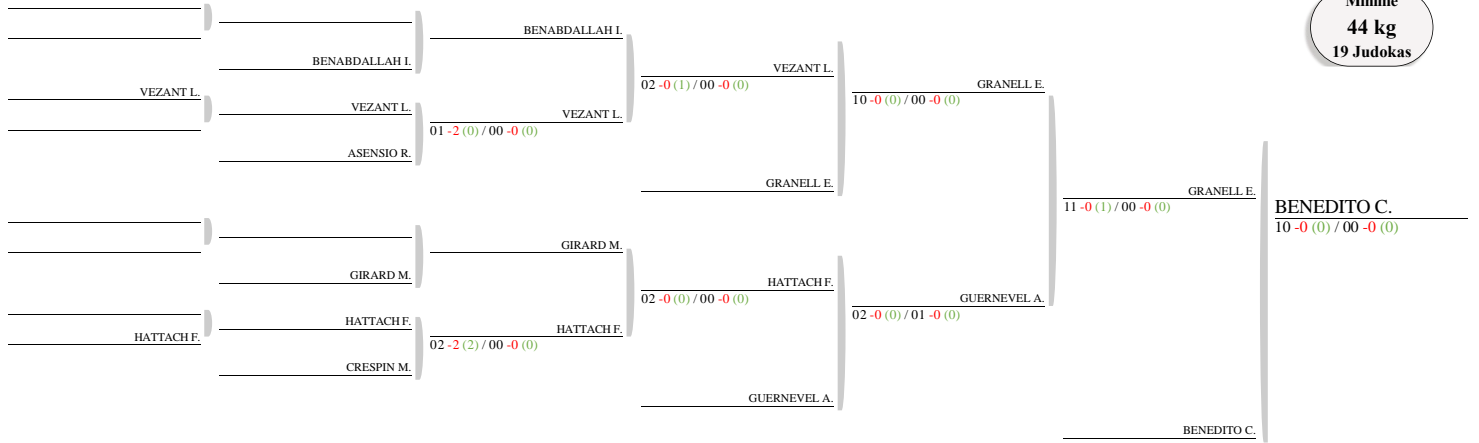 Minime
44 kg
19 Judokas
BENABDALLAH I.
BENABDALLAH I.
VEZANT L.
02 -0 (1) / 00 -0 (0)
GRANELL E.
10 -0 (0) / 00 -0 (0)
VEZANT L.
VEZANT L.
VEZANT L.
01 -2 (0) / 00 -0 (0)
ASENSIO R.
GRANELL E.
GRANELL E.
11 -0 (1) / 00 -0 (0)
BENEDITO C.
10 -0 (0) / 00 -0 (0)
GIRARD M.
GIRARD M.
HATTACH F.
02 -0 (0) / 00 -0 (0)
GUERNEVEL A.
02 -0 (0) / 01 -0 (0)
HATTACH F.
HATTACH F.
HATTACH F.
02 -2 (2) / 00 -0 (0)
CRESPIN M.
GUERNEVEL A.
BENEDITO C.